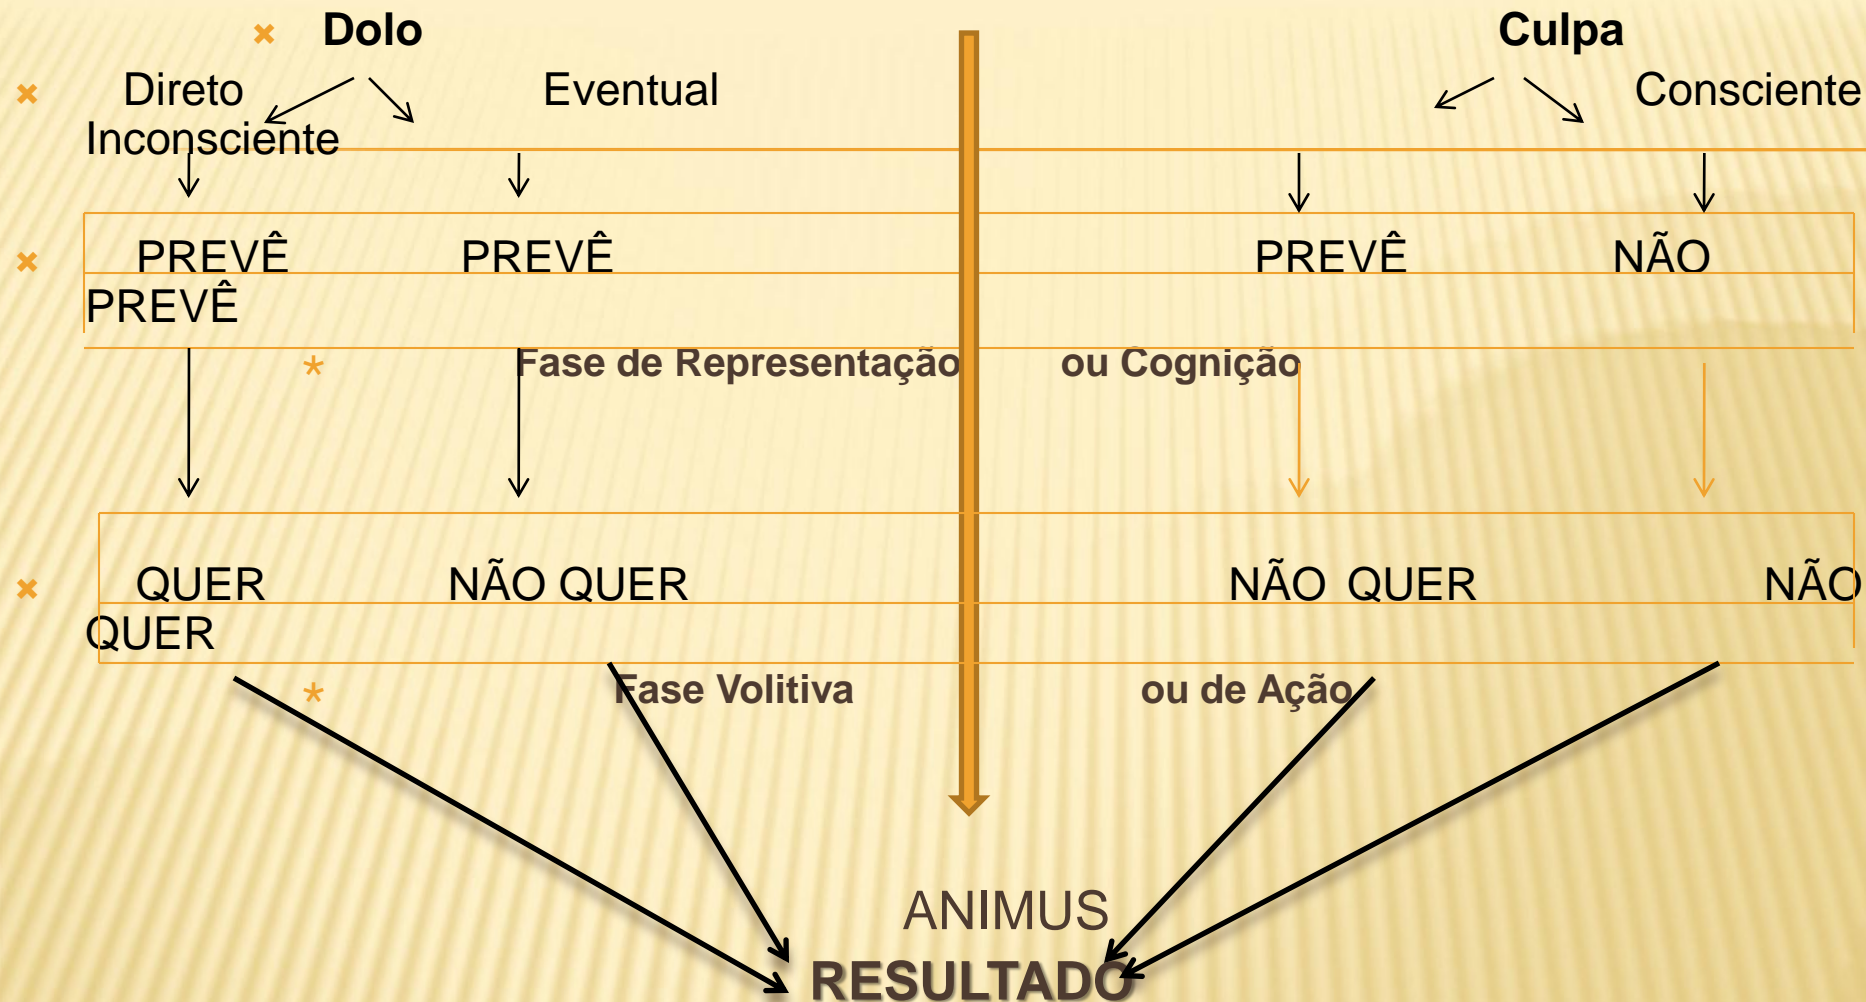 Dolo Culpa
Direto Eventual Consciente
Inconsciente
PREVÊ PREVÊ PREVÊ NÃO
PREVÊ
Fase de Representação ou Cognição
QUER NÃO QUER NÃO QUER NÃO
QUER
Fase Volitiva ou de Ação
ANIMUS
RESULTADO